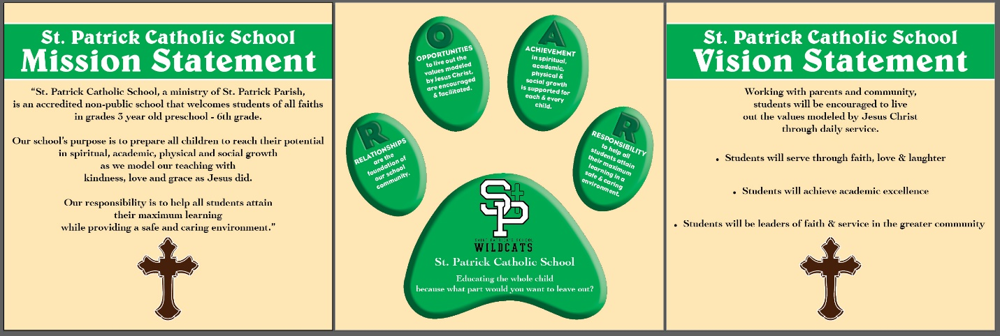 St. Patrick Catholic School
Mission Statement
“St. Patrick Catholic School, a ministry of St. Patrick Parish,
is an accredited non-public school that welcomes students of all faiths
in grades 3 year old preschool - 6th grade.
Our school’s purpose is to prepare all children to reach their potential
in spiritual, academic, physical and social growth
as we model our teaching with
kindness, love and grace as Jesus did.
Our responsibility is to help all students attain
their maximum learning
while providing a safe and caring environment.”
R
RELATIONSHIPS
are the
foundation of
our school
community.
O
OPPORTUNITIES
to live out the
values modeled
by Jesus Christ,
are encouraged
& facilitated.
A
ACHIEVEMENT
in spiritual,
academic,
physical &
social growth
is supported for
each & every
child.
R
RESPONSIBILITY
to help all
students attain
their maximum
learning in a
safe & caring
environment.
SP
SAINT PATRICK'S SCHOOL
WILDCATS
St. Patrick Catholic School
Educating the whole child
because what part would you want to leave out?
St. Patrick Catholic School
Vision Statement
Working with parents and community,
students will be encouraged to live
out the values modeled by Jesus Christ
through daily service.
• Students will serve through faith, love & laughter
• Students will achieve academic excellence
• Students will be leaders of faith & service in the greater community